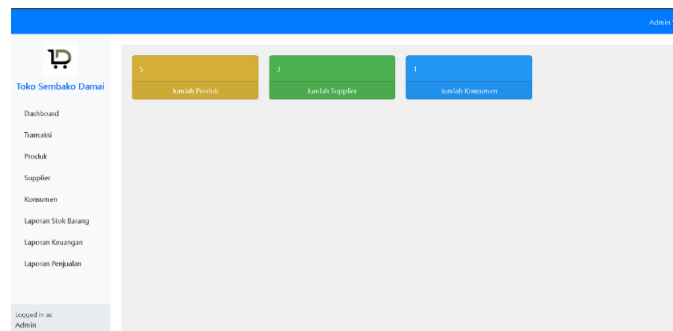 Admin
Toko Sembako Damai
Dashboard
Transaksi
Produk
Supplier
Konsumen
Laporan Stok Barang
Laporan Keuangan
Laporan Penjualan
Logged in as:
Admin
5
Jumlah Produk
3
Jumlah Supplier
1
Jumlah Konsumen